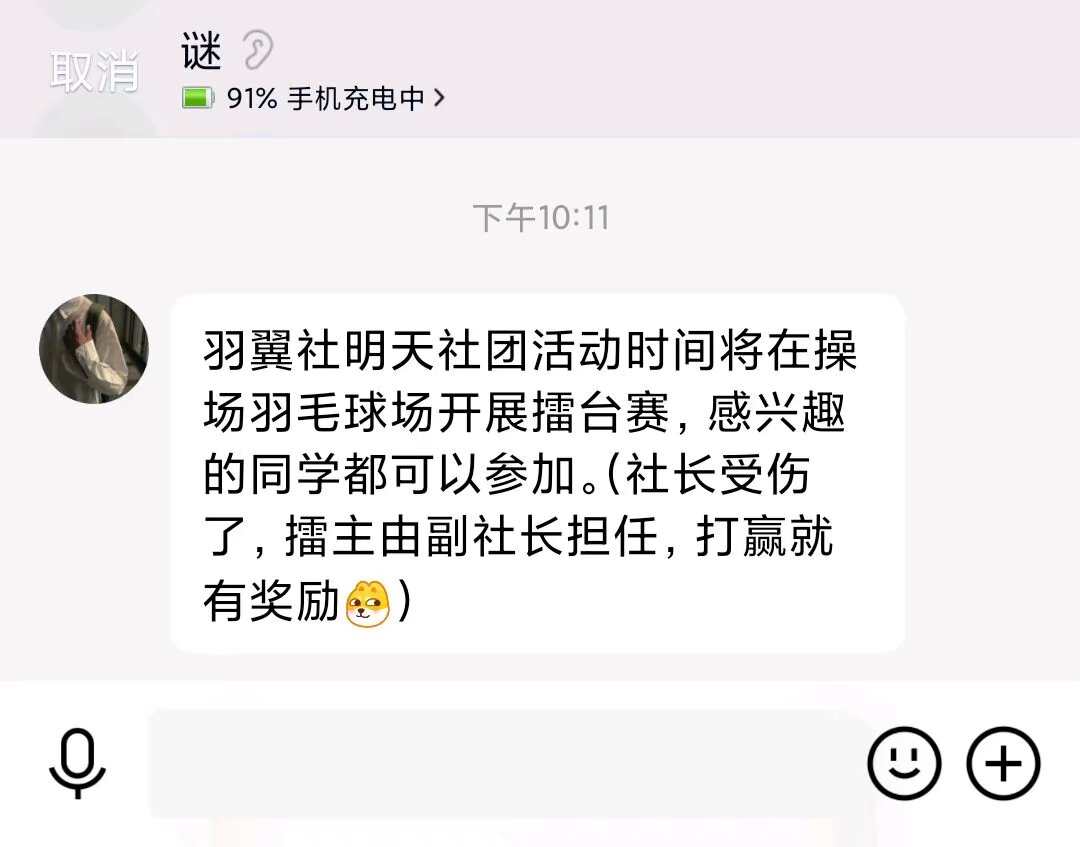 取消
谜
91% 手机充电中
下午10:11
羽翼社明天社团活动时间将在操
场羽毛球场开展擂台赛，感兴趣
的同学都可以参加。（社长受伤
了，擂主由副社长担任，打赢就
有奖励）